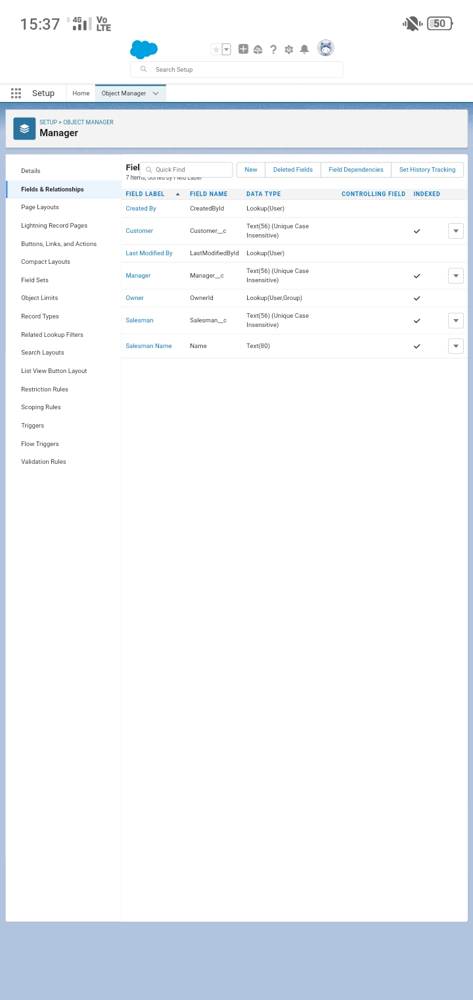 15:37
4G
Vo
LTE
50
Search Setup
Setup
Home
Object Manager
SETUP > OBJECT MANAGER
Manager
Details
Fields & Relationships
Page Layouts
Lightning Record Pages
Buttons, Links, and Actions
Compact Layouts
Field Sets
Object Limits
Record Types
Related Lookup Filters
Search Layouts
List View Button Layout
Restriction Rules
Scoping Rules
Triggers
Flow Triggers
Validation Rules
Fiel
Quick Find
New
Deleted Fields
Field Dependencies
Set History Tracking
7 Items, Sorted by Field Label
FIELD LABEL FIELD NAME DATA TYPE CONTROLLING FIELD INDEXED
Created By CreatedById Lookup(User)
Customer Customer__c Text(56) (Unique Case
Insensitive)
Last Modified By LastModifiedById Lookup(User)
Manager Manager__c Text(56) (Unique Case
Insensitive)
Owner OwnerId Lookup(User,Group)
Salesman Salesman__c Text(56) (Unique Case
Insensitive)
Salesman Name Name Text(80)